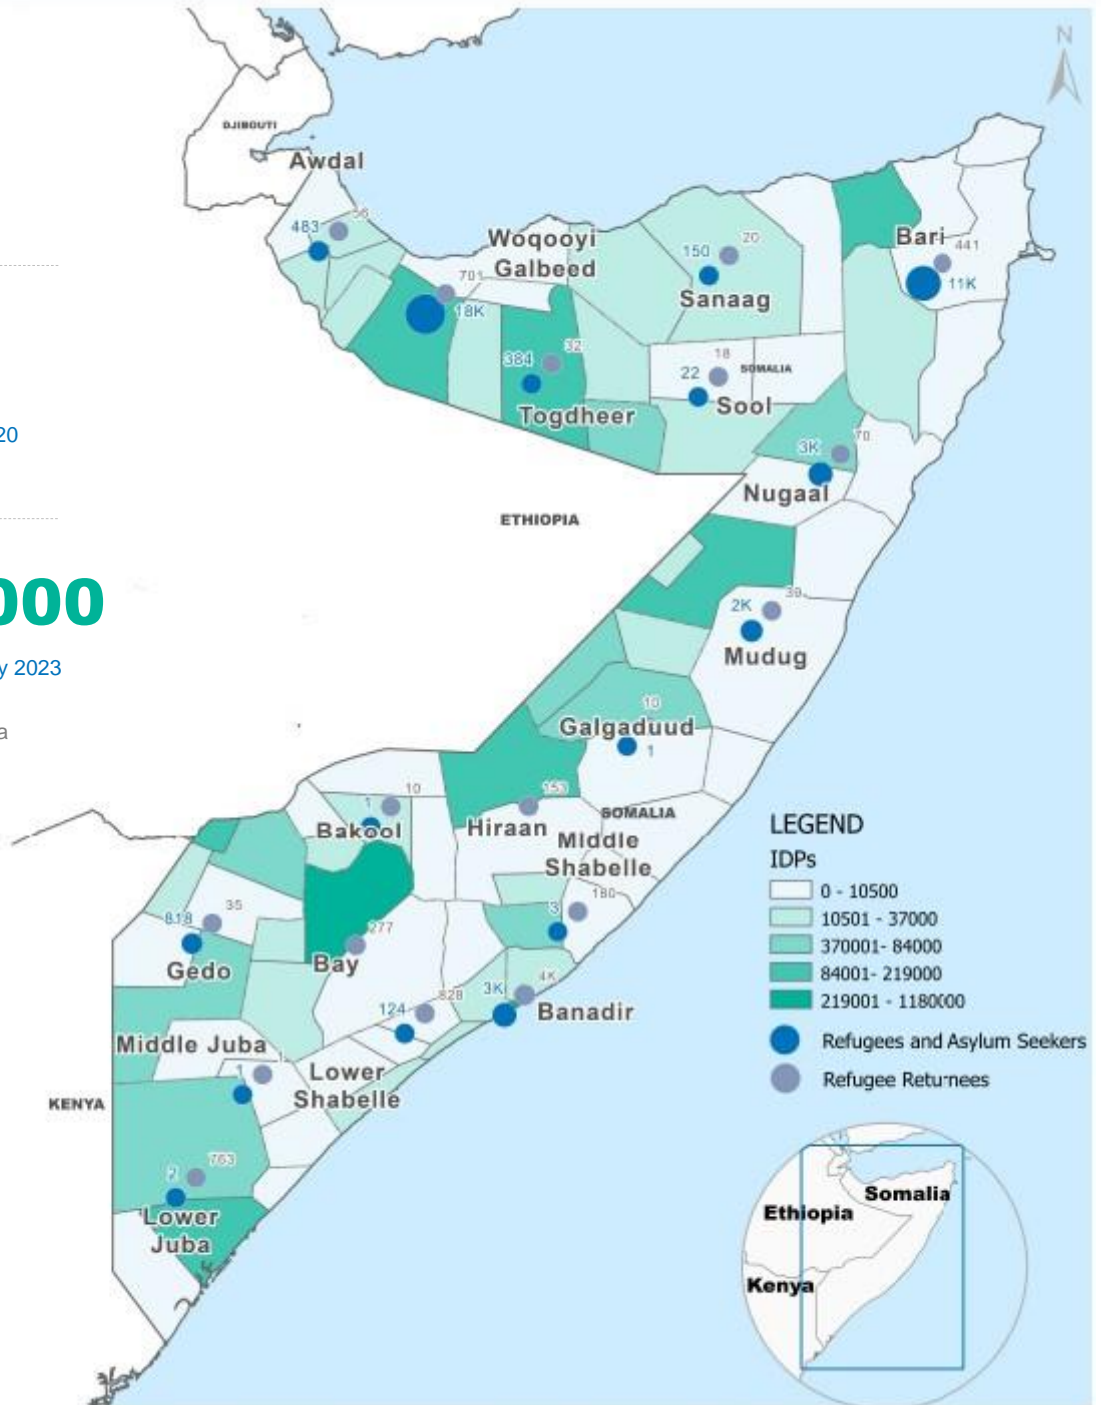 N
DJIBOUTI
Awdal
56
483
Woqooyi
Galbeed
701
18K
150
20
Sanaag
Bari
441
11K
384
32
Togdheer
18
22
SOMALIA
Sool
20
3K
70
Nugaal
ETHIOPIA
000
y 2023
a
39
2K
Mudug
10
Galgaduud
1
1
10
Bakool
153
Hiraan
SOMALIA
MIddle
Shabelle
180
3
818
35
Gedo
277
Bay
4K
3K
Banadir
828
124
Middle Juba
1
1
Lower
Shabelle
KENYA
763
2
Lower
Juba
LEGEND
IDPs
0 - 10500
10501 - 37000
370001- 84000
84001- 219000
219001 - 1180000
Refugees and Asylum Seekers
Refugee Returnees
Somalia
Ethiopia
Kenya